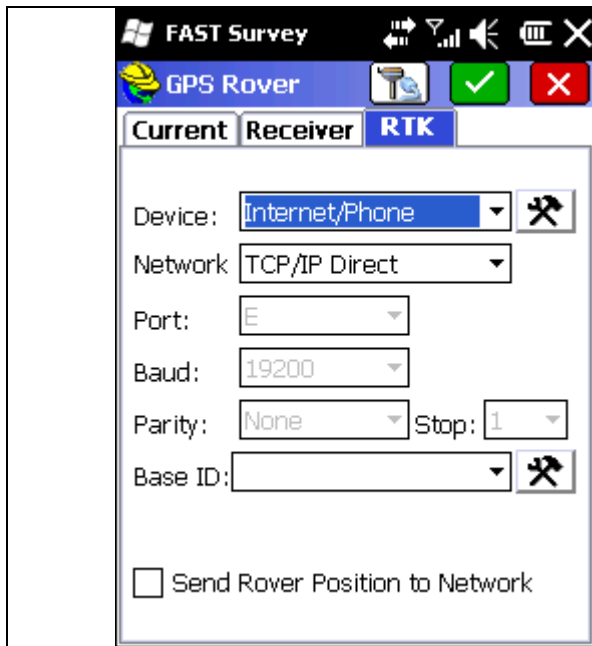 FAST Survey
GPS Rover
Current Receiver RTK
Device: Internet/Phone
Network TCP/IP Direct
Port: E
Baud: 19200
Parity: None Stop: 1
Base ID:
Send Rover Position to Network